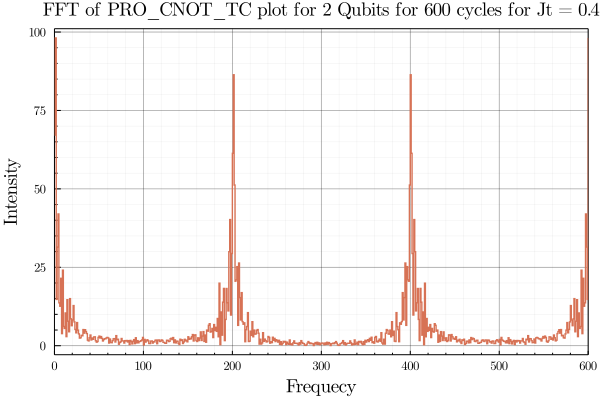 FFT of PRO_CNOT_TC plot for 2 Qubits for 600 cycles for Jt = 0.4
100
75
50
25
0
Intensity
0 100 200 300 400 500 600
Frequecy